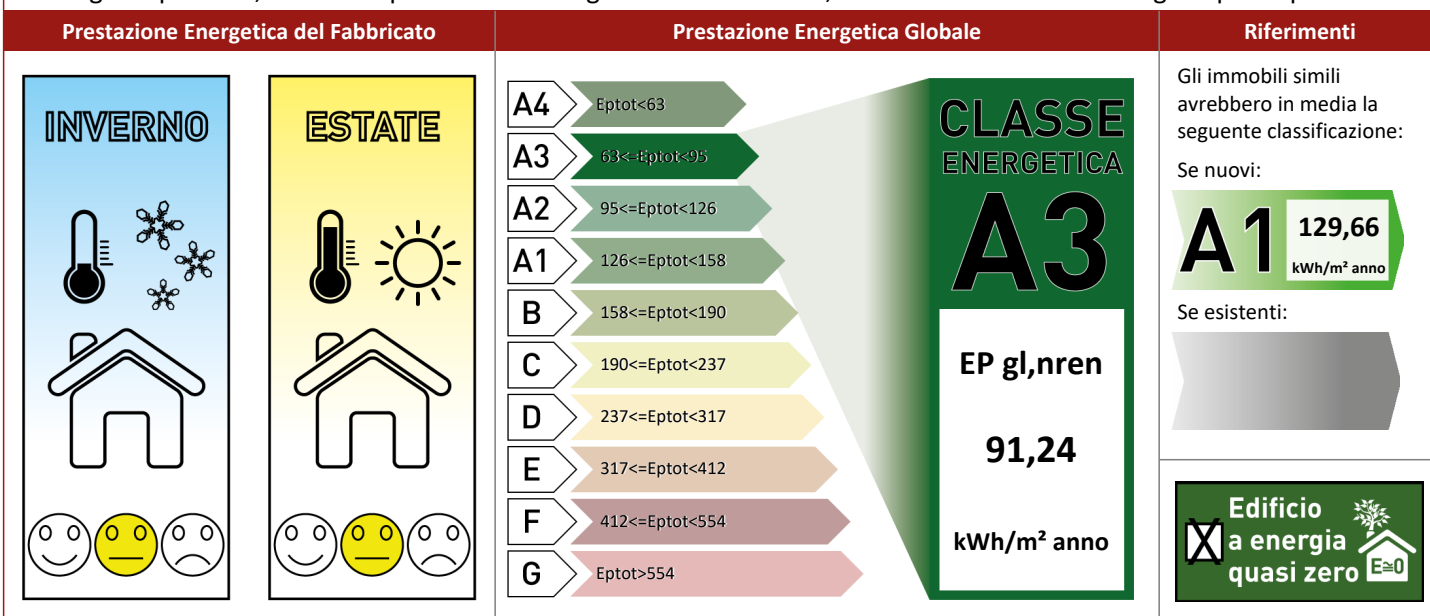 Prestazione Energetica del Fabbricato
Prestazione Energetica Globale
Riferimenti
INVERNO
ESTATE
A4 Eptot<63
A3 63<=Eptot<95
A2 95<=Eptot<126
A1 126<=Eptot<158
B 158<=Eptot<190
C 190<=Eptot<237
D 237<=Eptot<317
E 317<=Eptot<412
F 412<=Eptot<554
G Eptot>554
CLASSE
ENERGETICA
A3
EP gl,nren
91,24
kWh/m² anno
Gli immobili simili
avrebbero in media la
seguente classificazione:
Se nuovi:
A1
129,66
kWh/m² anno
Se esistenti:
X
Edificio
a energia
quasi zero
E≅0